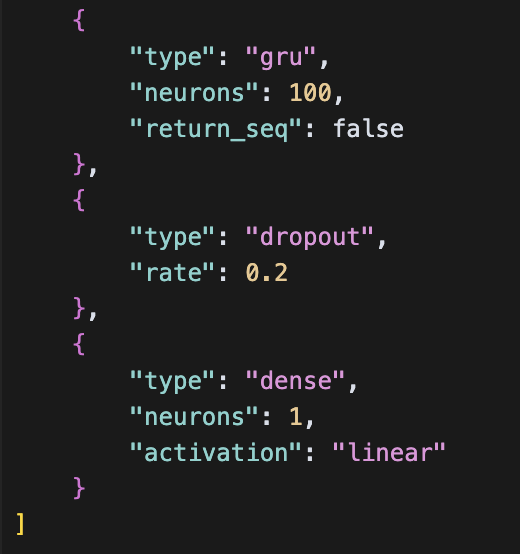 {
"type": "gru",
"neurons": 100,
"return_seq": false
},
{
"type": "dropout",
"rate": 0.2
},
{
"type": "dense",
"neurons": 1,
"activation": "linear"
}
]